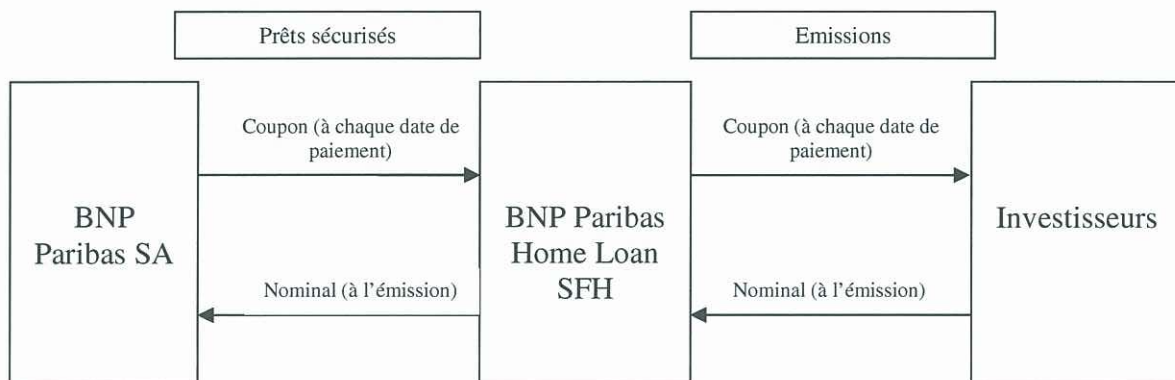 Prêts sécurisés
Emissions
Coupon (à chaque date de
paiement)
Coupon (à chaque date de
paiement)
BNP
Paribas SA
BNP Paribas
Home Loan
SFH
Investisseurs
Nominal (à l'émission)
Nominal (à l'émission)